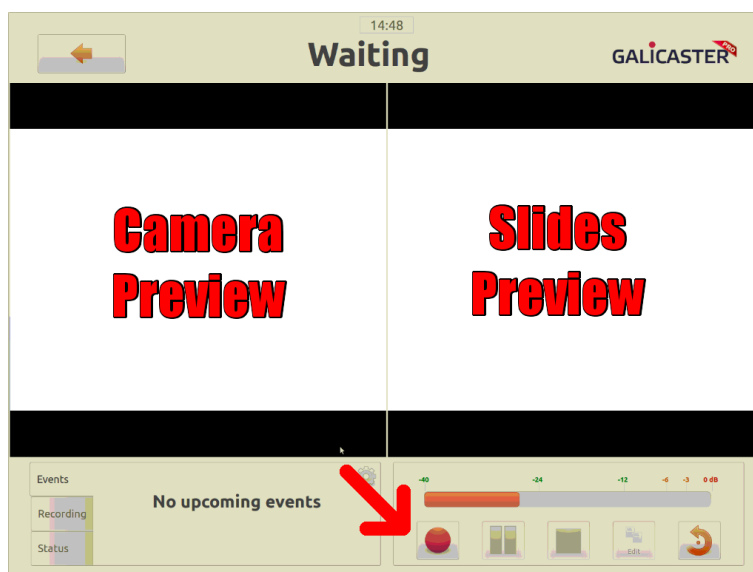 14:48
Waiting
GALiCASTER PRO
Camera
Preview
Slides
Preview
Events
Recording
Status
No upcoming events
-40 -24 -12 -6 -3 0 dB
Edit